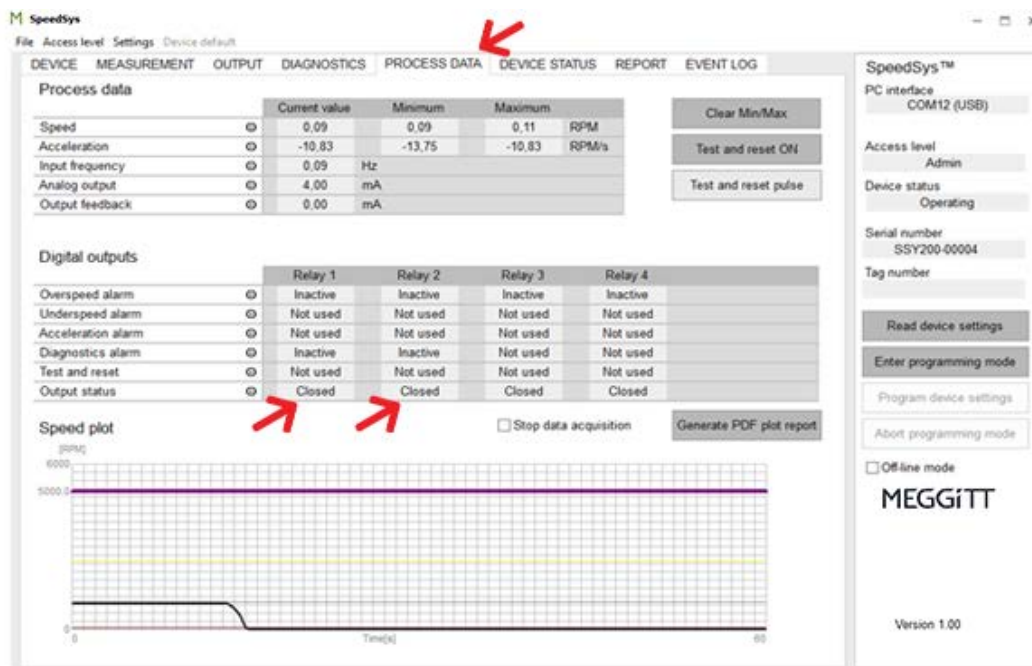 SpeedSys
File Access level Settings Device default
DEVICE MEASUREMENT OUTPUT DIAGNOSTICS PROCESS DATA DEVICE STATUS REPORT EVENT LOG
Process data
Current value Minimum Maximum
Speed 0,09 0,09 0,11 RPM
Acceleration -10,83 -13,75 -10,83 RPM/s
Input frequency 0,09 Hz
Analog output 4,00 mA
Output feedback 0,00 mA
Clear Min/Max
Test and reset ON
Test and reset pulse
Digital outputs
Relay 1 Relay 2 Relay 3 Relay 4
Overspeed alarm Inactive Inactive Inactive Inactive
Underspeed alarm Not used Not used Not used Not used
Acceleration alarm Not used Not used Not used Not used
Diagnostics alarm Inactive Inactive Not used Not used
Test and reset Not used Not used Not used Not used
Output status Closed Closed Closed Closed
Speed plot
Stop data acquisition
Generate PDF plot report
[RPM]
6000
5000.0
0
0 Time[s] 60
SpeedSys™
PC interface
COM12 (USB)
Access level
Admin
Device status
Operating
Serial number
SSY200-00004
Tag number
Read device settings
Enter programming mode
Program device settings
Abort programming mode
Off-line mode
MEGGiTT
Version 1.00